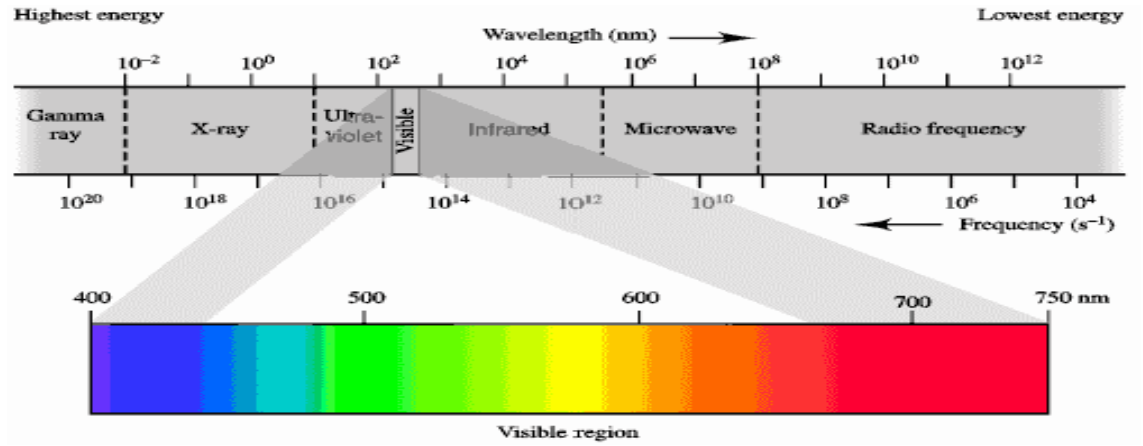 Highest energy
Lowest energy
Wavelength (nm)
10⁻² 10⁰ 10² 10⁴ 10⁶ 10⁸ 10¹⁰ 10¹²
Gamma
ray
X-ray
Ultra-
violet
Visible
Infrared
Microwave
Radio frequency
10²⁰ 10¹⁸ 10¹⁶ 10¹⁴ 10¹² 10¹⁰ 10⁸ 10⁶ 10⁴
Frequency (s⁻¹)
400 500 600 700 750 nm
Visible region